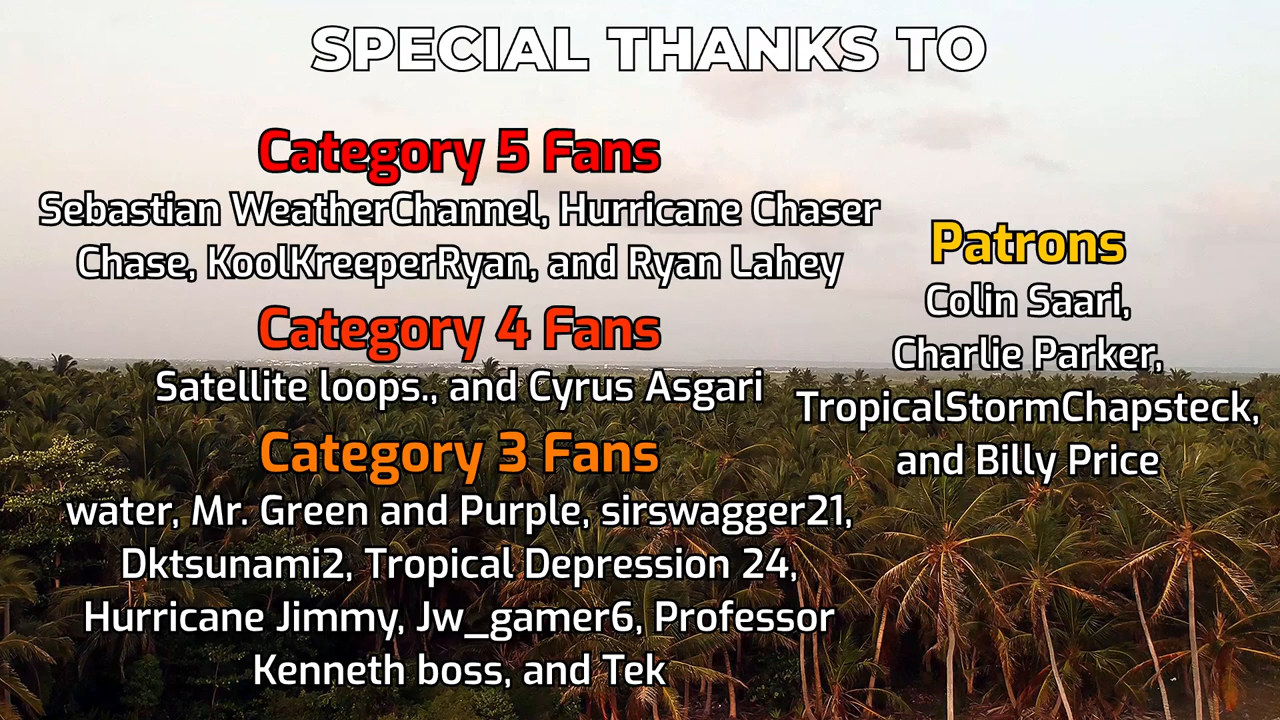 SPECIAL THANKS TO
Category 5 Fans
Sebastian WeatherChannel, Hurricane Chaser
Chase, KoolKreeperRyan, and Ryan Lahey
Category 4 Fans
Satellite loops., and Cyrus Asgari
Category 3 Fans
water, Mr. Green and Purple, sirswagger21,
Dktsunami2, Tropical Depression 24,
Hurricane Jimmy, Jw_gamer6, Professor
Kenneth boss, and Tek
Patrons
Colin Saari,
Charlie Parker,
TropicalStormChapsteck,
and Billy Price